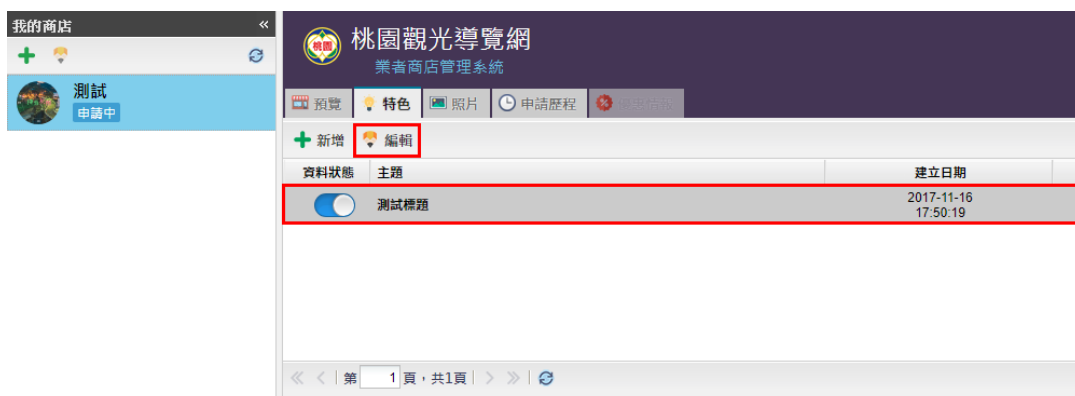 我的商店 «
測試
申請中
桃園
桃園觀光導覽網
業者商店管理系統
預覽 特色 照片 申請歷程
新增 編輯
資料狀態 主題 建立日期
測試標題 2017-11-16
17:50:19
第 1 頁，共1頁